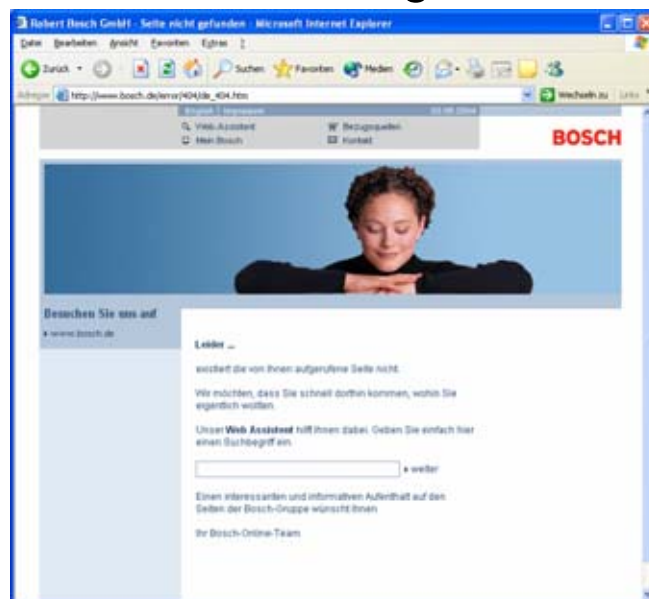 Robert Bosch GmbH - Seite nicht gefunden - Microsoft Internet Explorer
Datei Bearbeiten Ansicht Favoriten Extras ?
Zurück Suchen Favoriten Medien
Adresse http://www.bosch.de/error/404/de_404.htm Wechseln zu Links
English | Impressum
Web Assistent Bezugsquellen
Mein Bosch Kontakt
BOSCH
Besuchen Sie uns auf
www.bosch.de
Leider ...
existiert die von Ihnen aufgerufene Seite nicht.
Wir möchten, dass Sie schnell dorthin kommen, wohin Sie
eigentlich wollten.
Unser Web Assistent hilft Ihnen dabei. Geben Sie einfach hier
einen Suchbegriff ein.
weiter
Einen interessanten und informativen Aufenthalt auf den
Seiten der Bosch-Gruppe wünscht Ihnen
Ihr Bosch-Online-Team